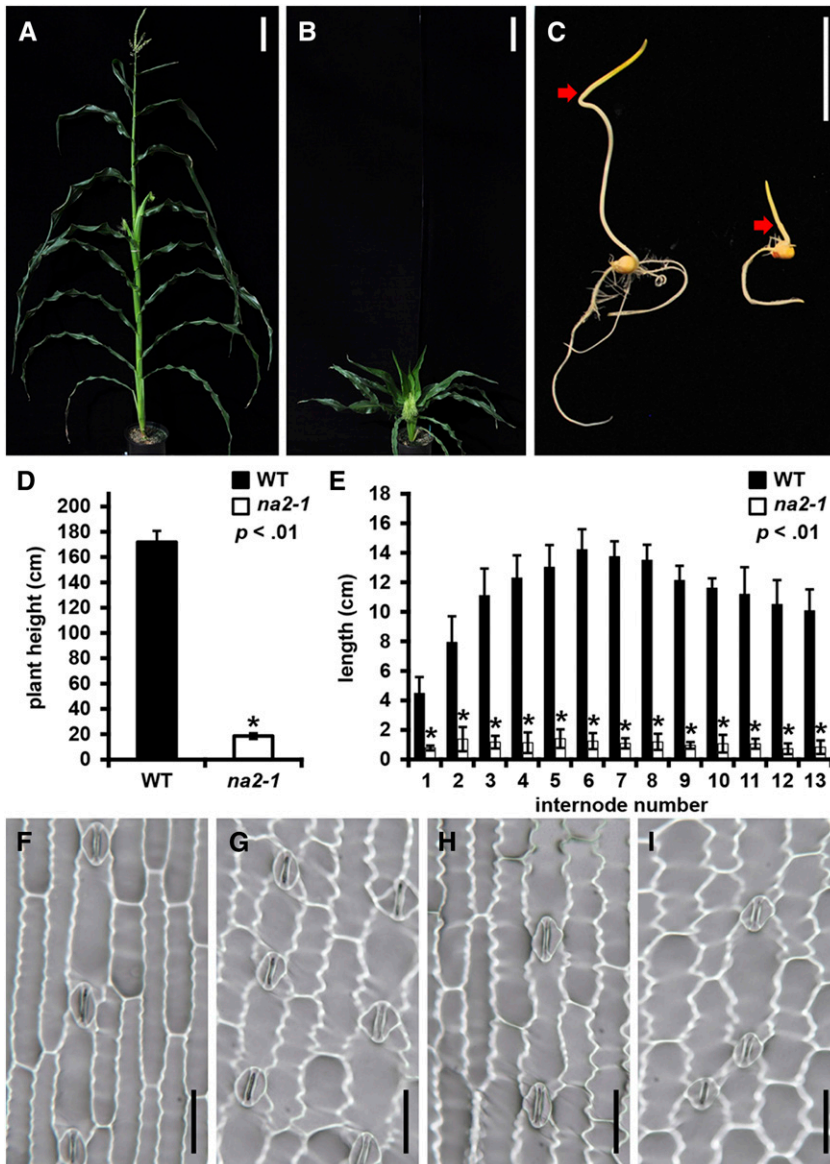 A
B
C
D
WT
na2-1
p < .01
plant height (cm)
200
180
160
140
120
100
80
60
40
20
0
*
WT
na2-1
E
WT
na2-1
p < .01
length (cm)
18
16
14
12
10
8
6
4
2
0
* * * * * * * * * * * * *
1 2 3 4 5 6 7 8 9 10 11 12 13
internode number
F
G
H
I